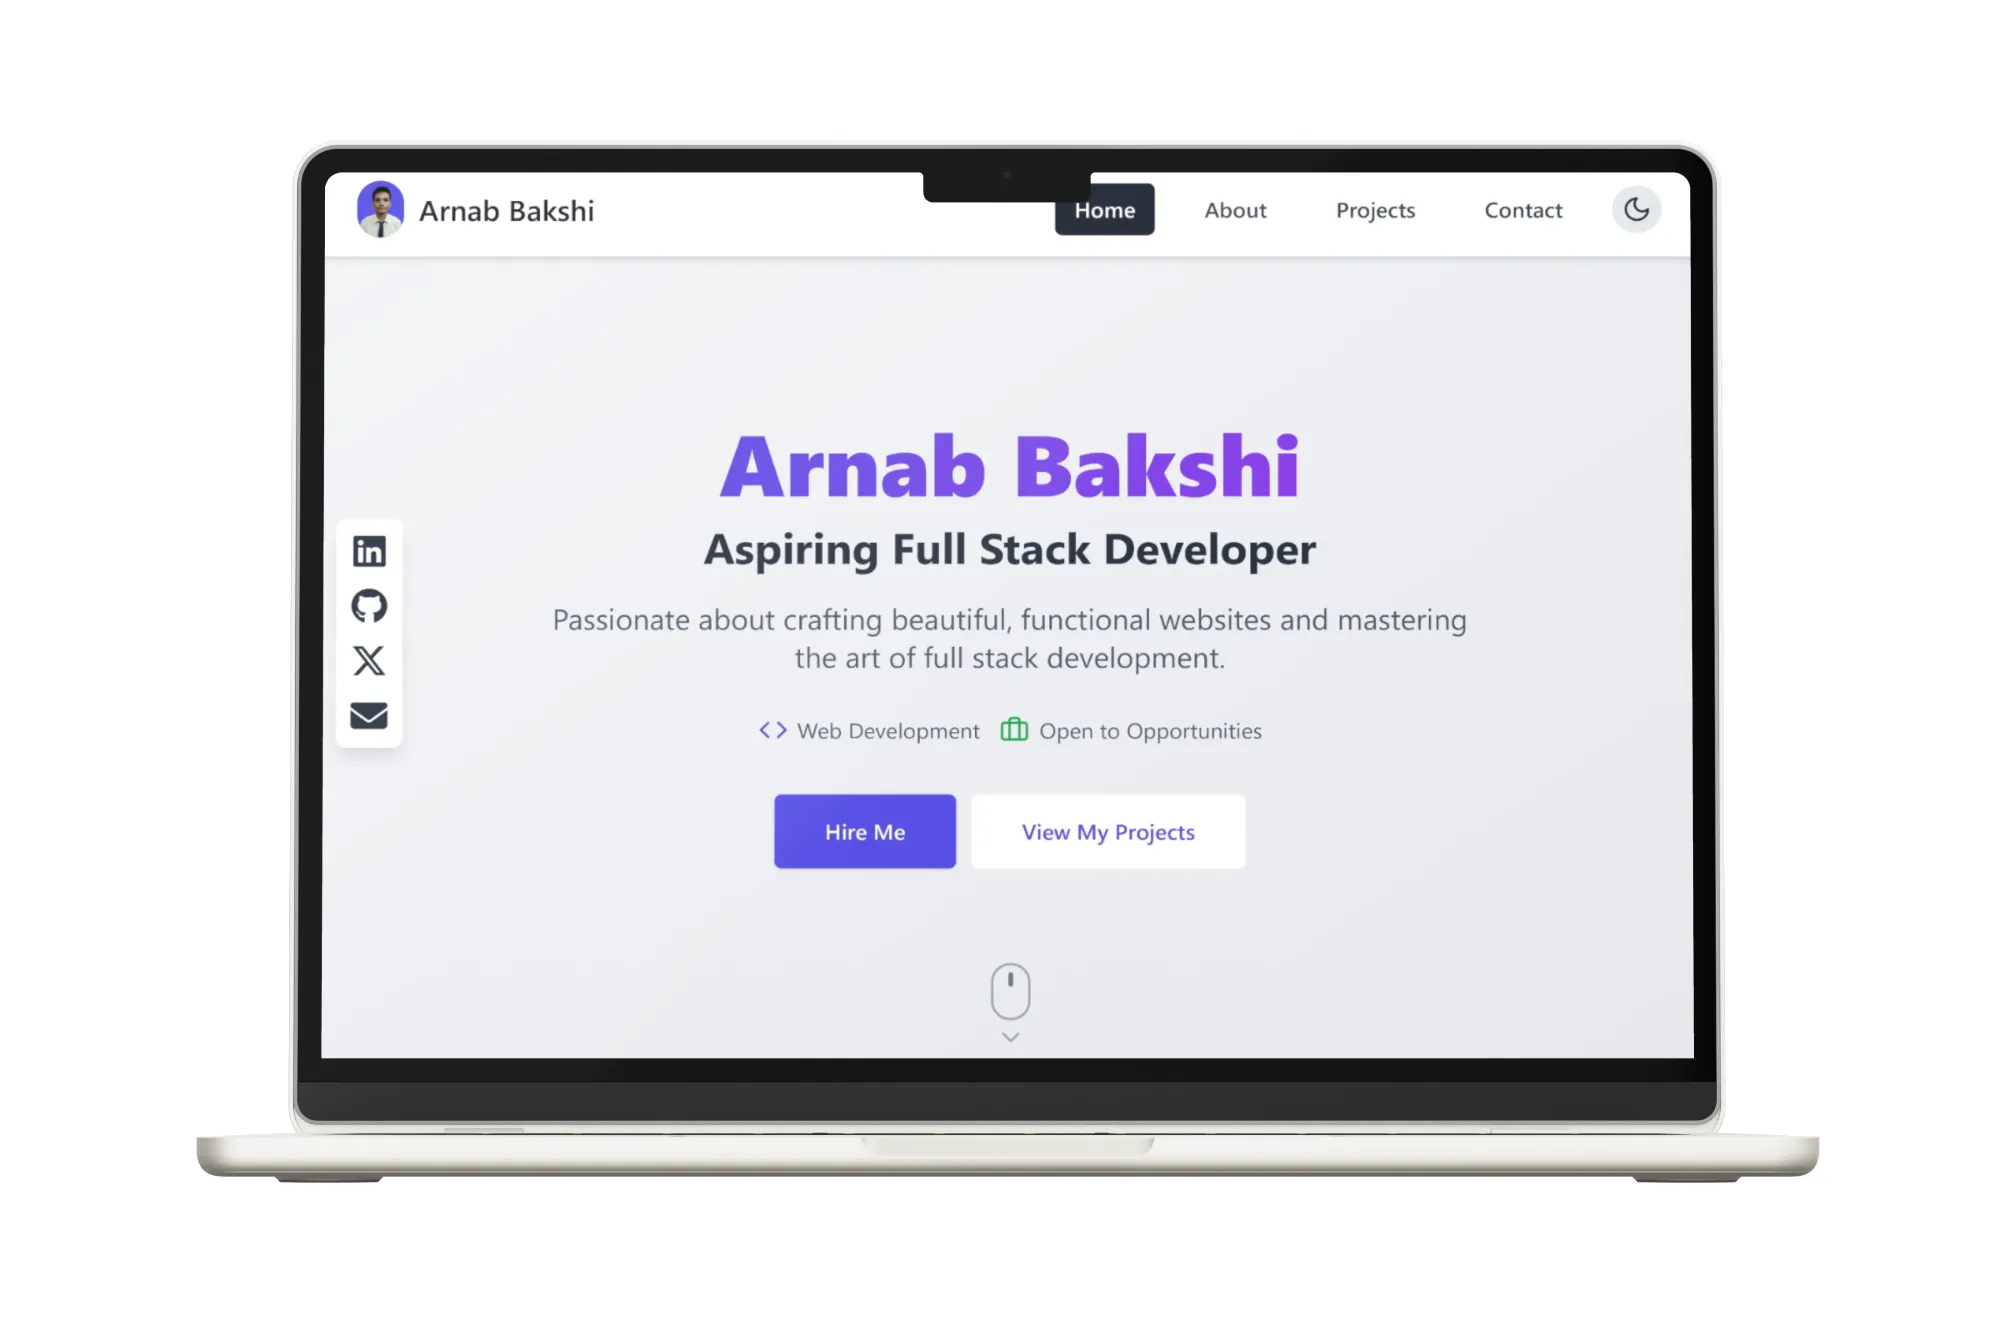 Arnab Bakshi
Home
About
Projects
Contact
Arnab Bakshi
Aspiring Full Stack Developer
in
X
Passionate about crafting beautiful, functional websites and mastering
the art of full stack development.
Web Development
Open to Opportunities
Hire Me
View My Projects